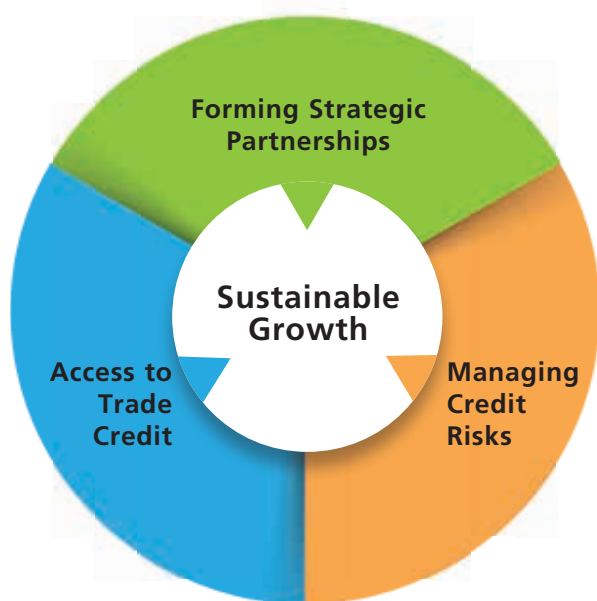 Forming Strategic
Partnerships
Sustainable
Growth
Access to
Trade
Credit
Managing
Credit
Risks